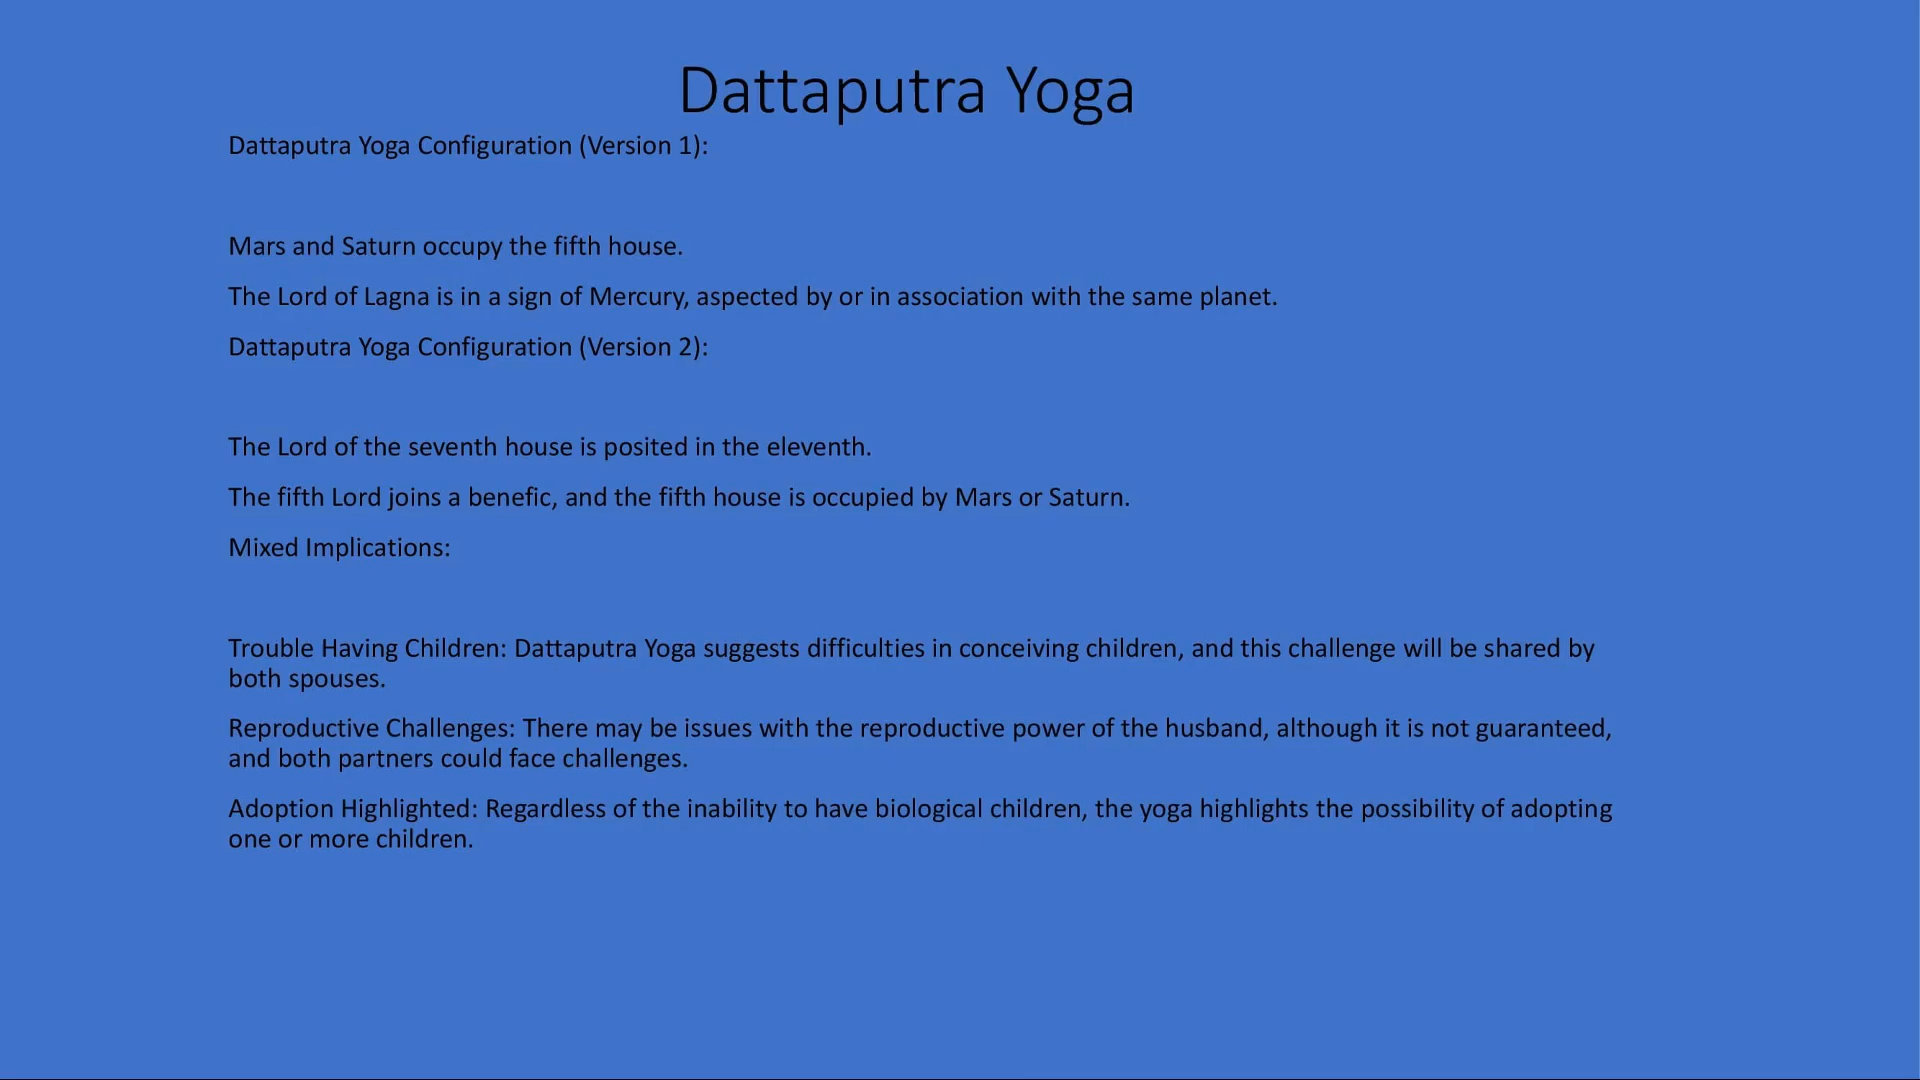 Dattaputra Yoga
Dattaputra Yoga Configuration (Version 1):
Mars and Saturn occupy the fifth house.
The Lord of Lagna is in a sign of Mercury, aspected by or in association with the same planet.
Dattaputra Yoga Configuration (Version 2):
The Lord of the seventh house is posited in the eleventh.
The fifth Lord joins a benefic, and the fifth house is occupied by Mars or Saturn.
Mixed Implications:
Trouble Having Children: Dattaputra Yoga suggests difficulties in conceiving children, and this challenge will be shared by
both spouses.
Reproductive Challenges: There may be issues with the reproductive power of the husband, although it is not guaranteed,
and both partners could face challenges.
Adoption Highlighted: Regardless of the inability to have biological children, the yoga highlights the possibility of adopting
one or more children.